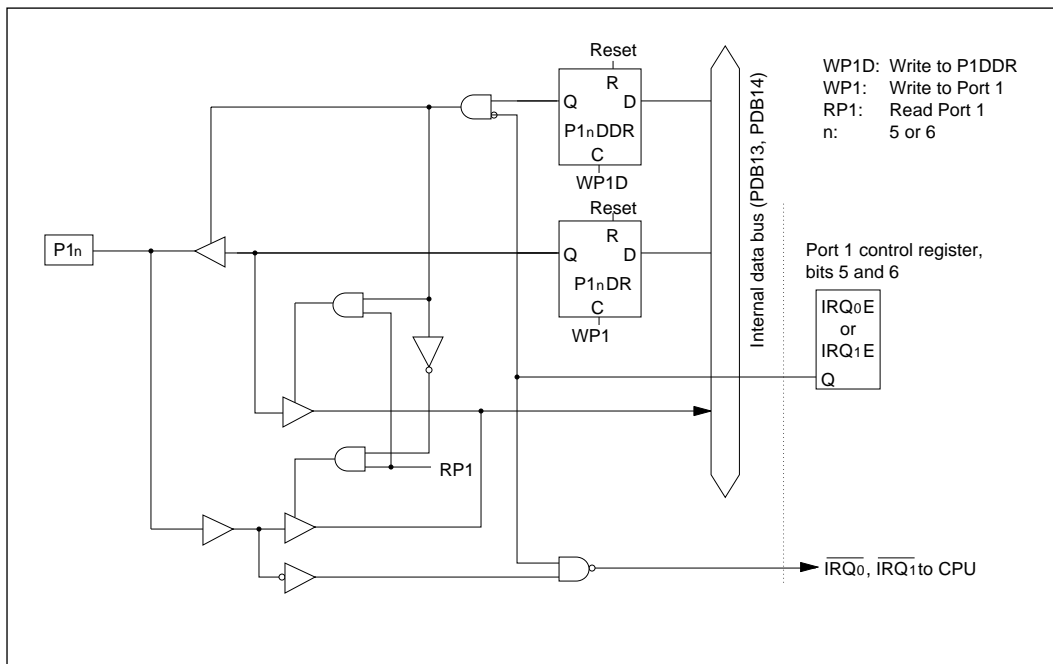 Reset
R
Q
D
P1nDDR
C
WP1D
Reset
R
Q
D
P1nDR
C
WP1
P1n
RP1
Internal data bus (PDB13, PDB14)
WP1D: Write to P1DDR
WP1: Write to Port 1
RP1: Read Port 1
n: 5 or 6
Port 1 control register,
bits 5 and 6
IRQ0E
or
IRQ1E
Q
IRQ0, IRQ1 to CPU